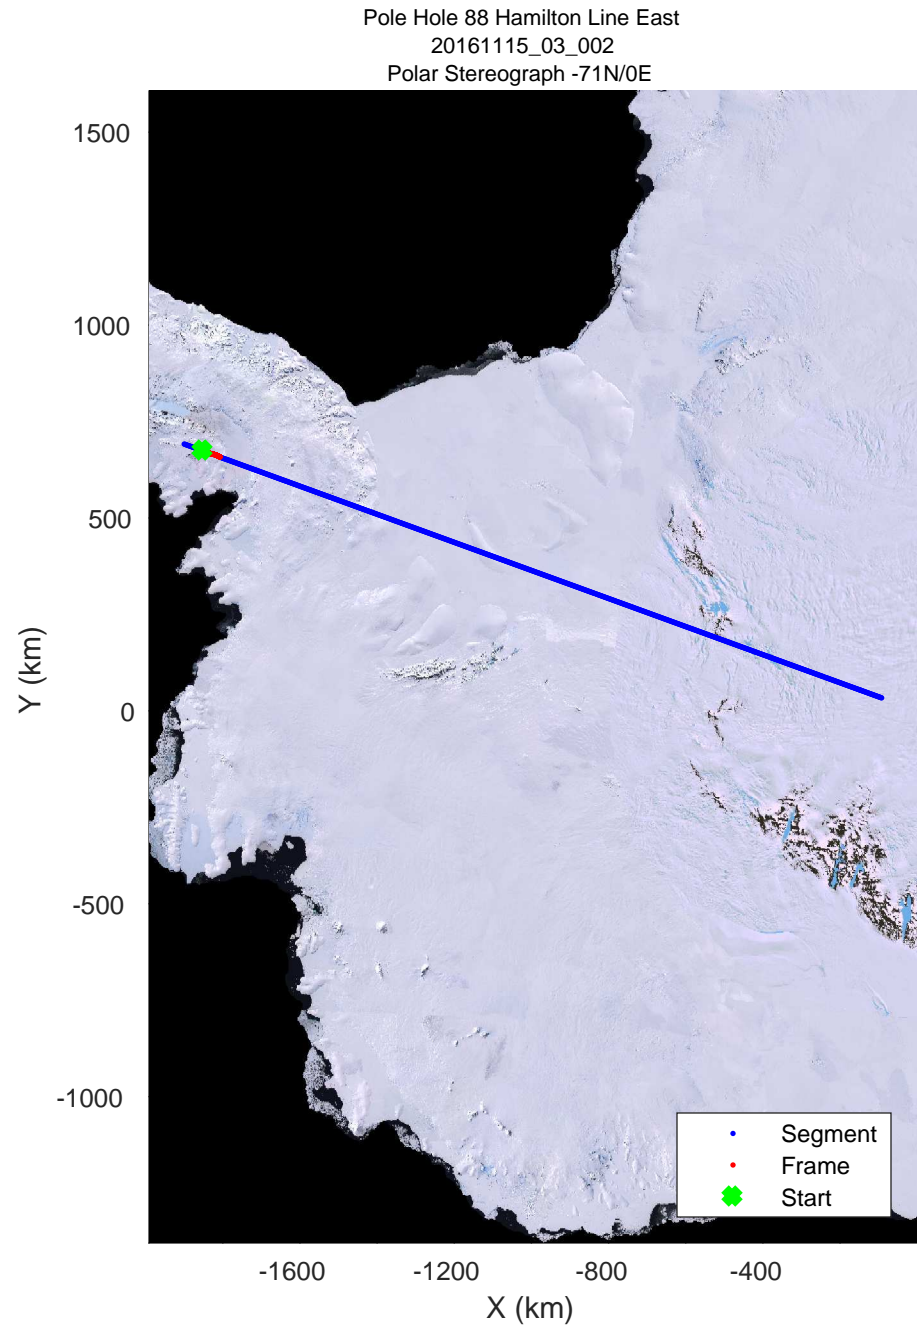 Pole Hole 88 Hamilton Line East
20161115_03_002
Polar Stereograph -71N/0E
1500
1000
500
0
-500
-1000
Y (km)
Segment
Frame
Start
-1600
-1200
-800
-400
X (km)